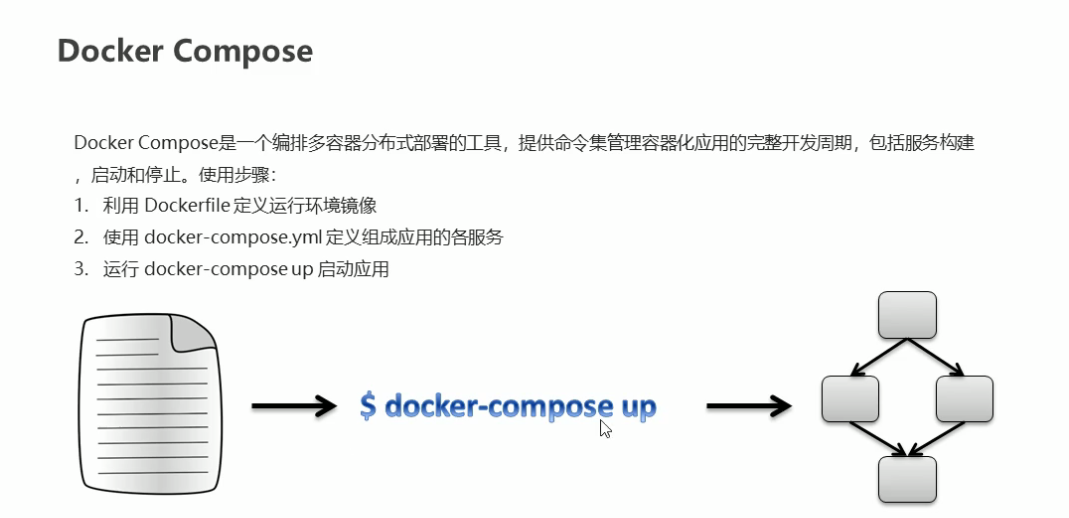 Docker Compose
Docker Compose是一个编排多容器分布式部署的工具，提供命令集管理容器化应用的完整开发周期，包括服务构建
，启动和停止。使用步骤：
1. 利用 Dockerfile 定义运行环境镜像
2. 使用 docker-compose.yml 定义组成应用的各服务
3. 运行 docker-compose up 启动应用
$ docker-compose up